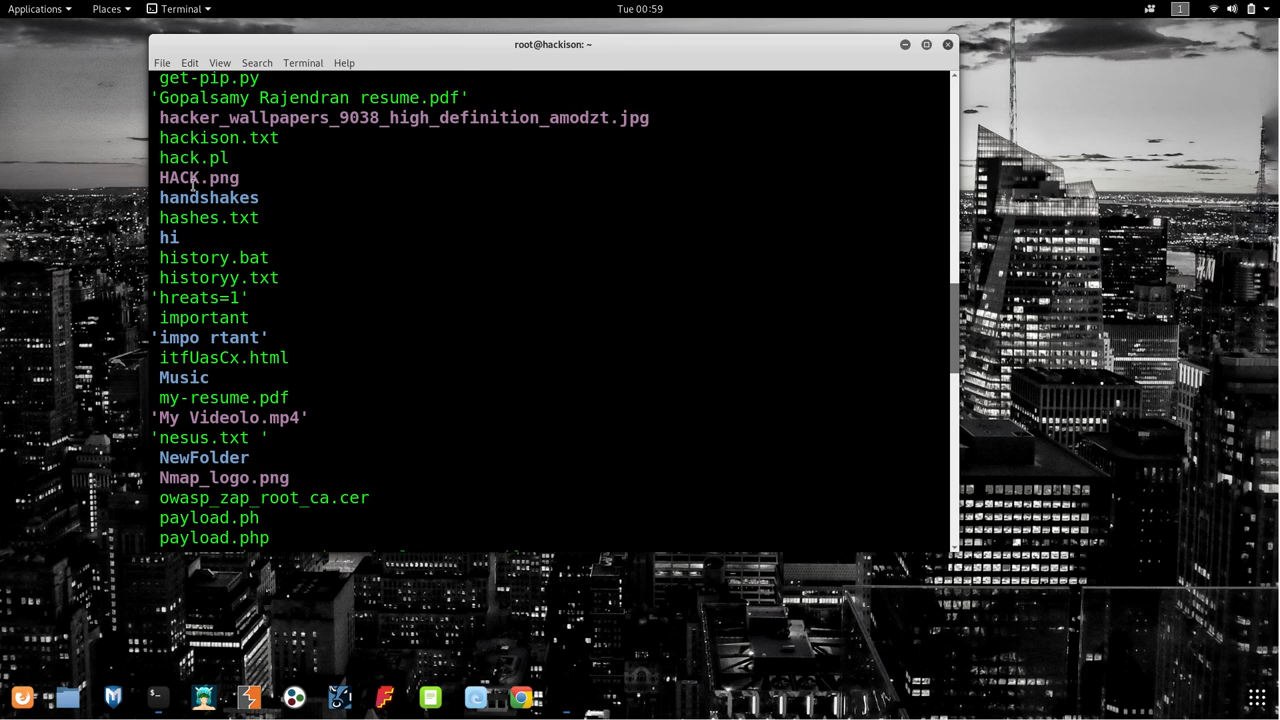 Applications Places Terminal Tue 00:59 1
root@hackison: ~
File Edit View Search Terminal Help
get-pip.py
'Gopalsamy Rajendran resume.pdf'
hacker_wallpapers_9038_high_definition_amodzt.jpg
hackison.txt
hack.pl
HACK.png
handshakes
hashes.txt
hi
history.bat
historyy.txt
'hreats=1'
important
'impo rtant'
itfUasCx.html
Music
my-resume.pdf
'My Videolo.mp4'
'nesus.txt '
NewFolder
Nmap_logo.png
owasp_zap_root_ca.cer
payload.ph
payload.php